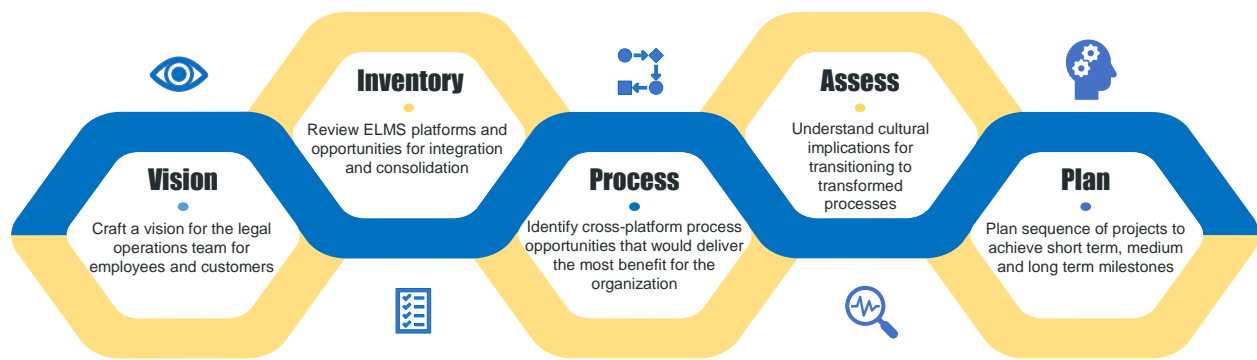 Vision
Craft a vision for the legal
operations team for
employees and customers
Inventory
Review ELMS platforms and
opportunities for integration
and consolidation
Process
Identify cross-platform process
opportunities that would deliver
the most benefit for the
organization
Assess
Understand cultural
implications for
transitioning to
transformed
processes
Plan
Plan sequence of projects to
achieve short term, medium
and long term milestones